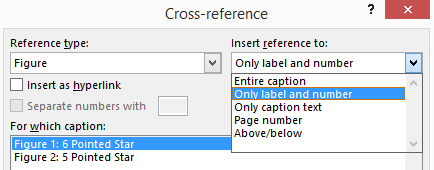 Cross-reference
?
Reference type:
Insert reference to:
Figure
Only label and number
Insert as hyperlink
Entire caption
Only label and number
Separate numbers with
Only caption text
Page number
For which caption:
Above/below
Figure 1: 6 Pointed Star
Figure 2: 5 Pointed Star